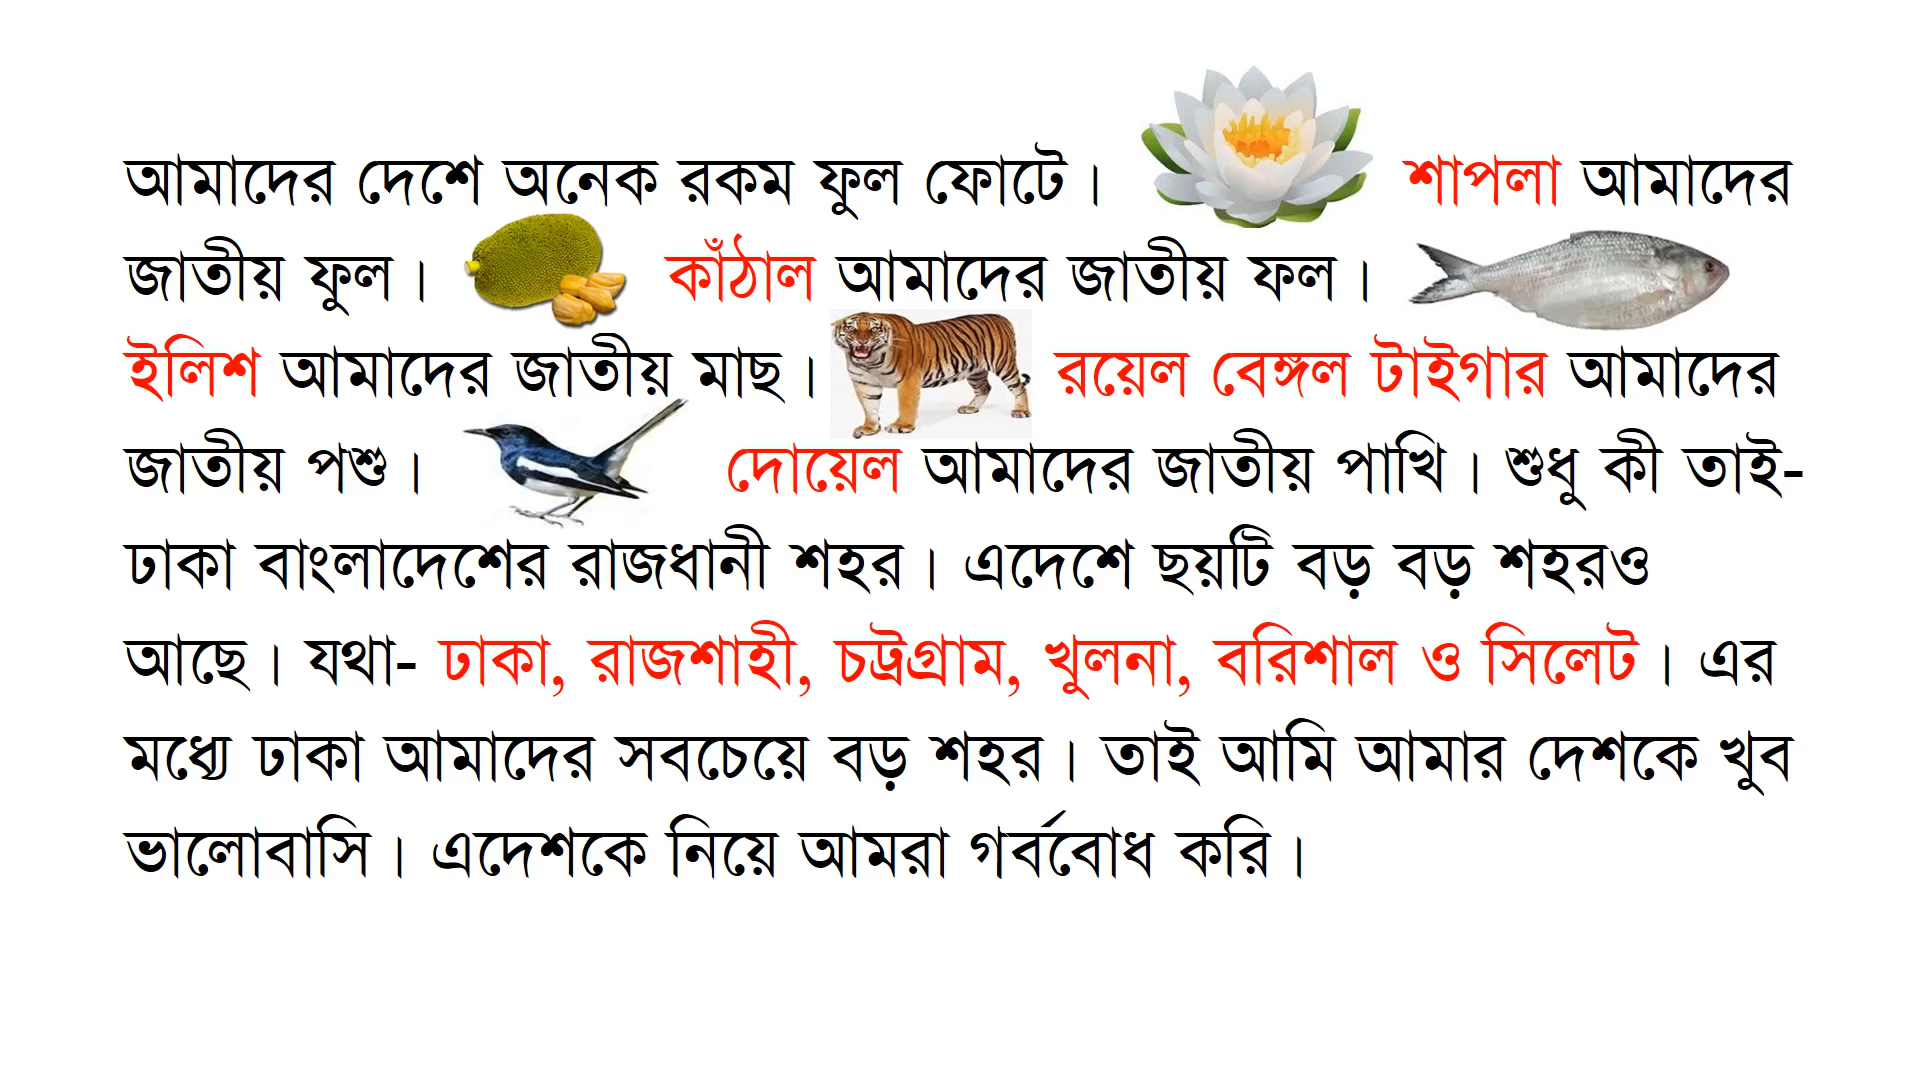 আমাদের দেশে অনেক রকম ফুল ফোটে। শাপলা আমাদের
জাতীয় ফুল। কাঁঠাল আমাদের জাতীয় ফল।
ইলিশ আমাদের জাতীয় মাছ। রয়েল বেঙ্গল টাইগার আমাদের
জাতীয় পশু। দোয়েল আমাদের জাতীয় পাখি। শুধু কী তাই-
ঢাকা বাংলাদেশের রাজধানী শহর। এদেশে ছয়টি বড় বড় শহরও
আছে। যথা- ঢাকা, রাজশাহী, চট্রগ্রাম, খুলনা, বরিশাল ও সিলেট। এর
মধ্যে ঢাকা আমাদের সবচেয়ে বড় শহর। তাই আমি আমার দেশকে খুব
ভালোবাসি। এদেশকে নিয়ে আমরা গর্ববোধ করি।